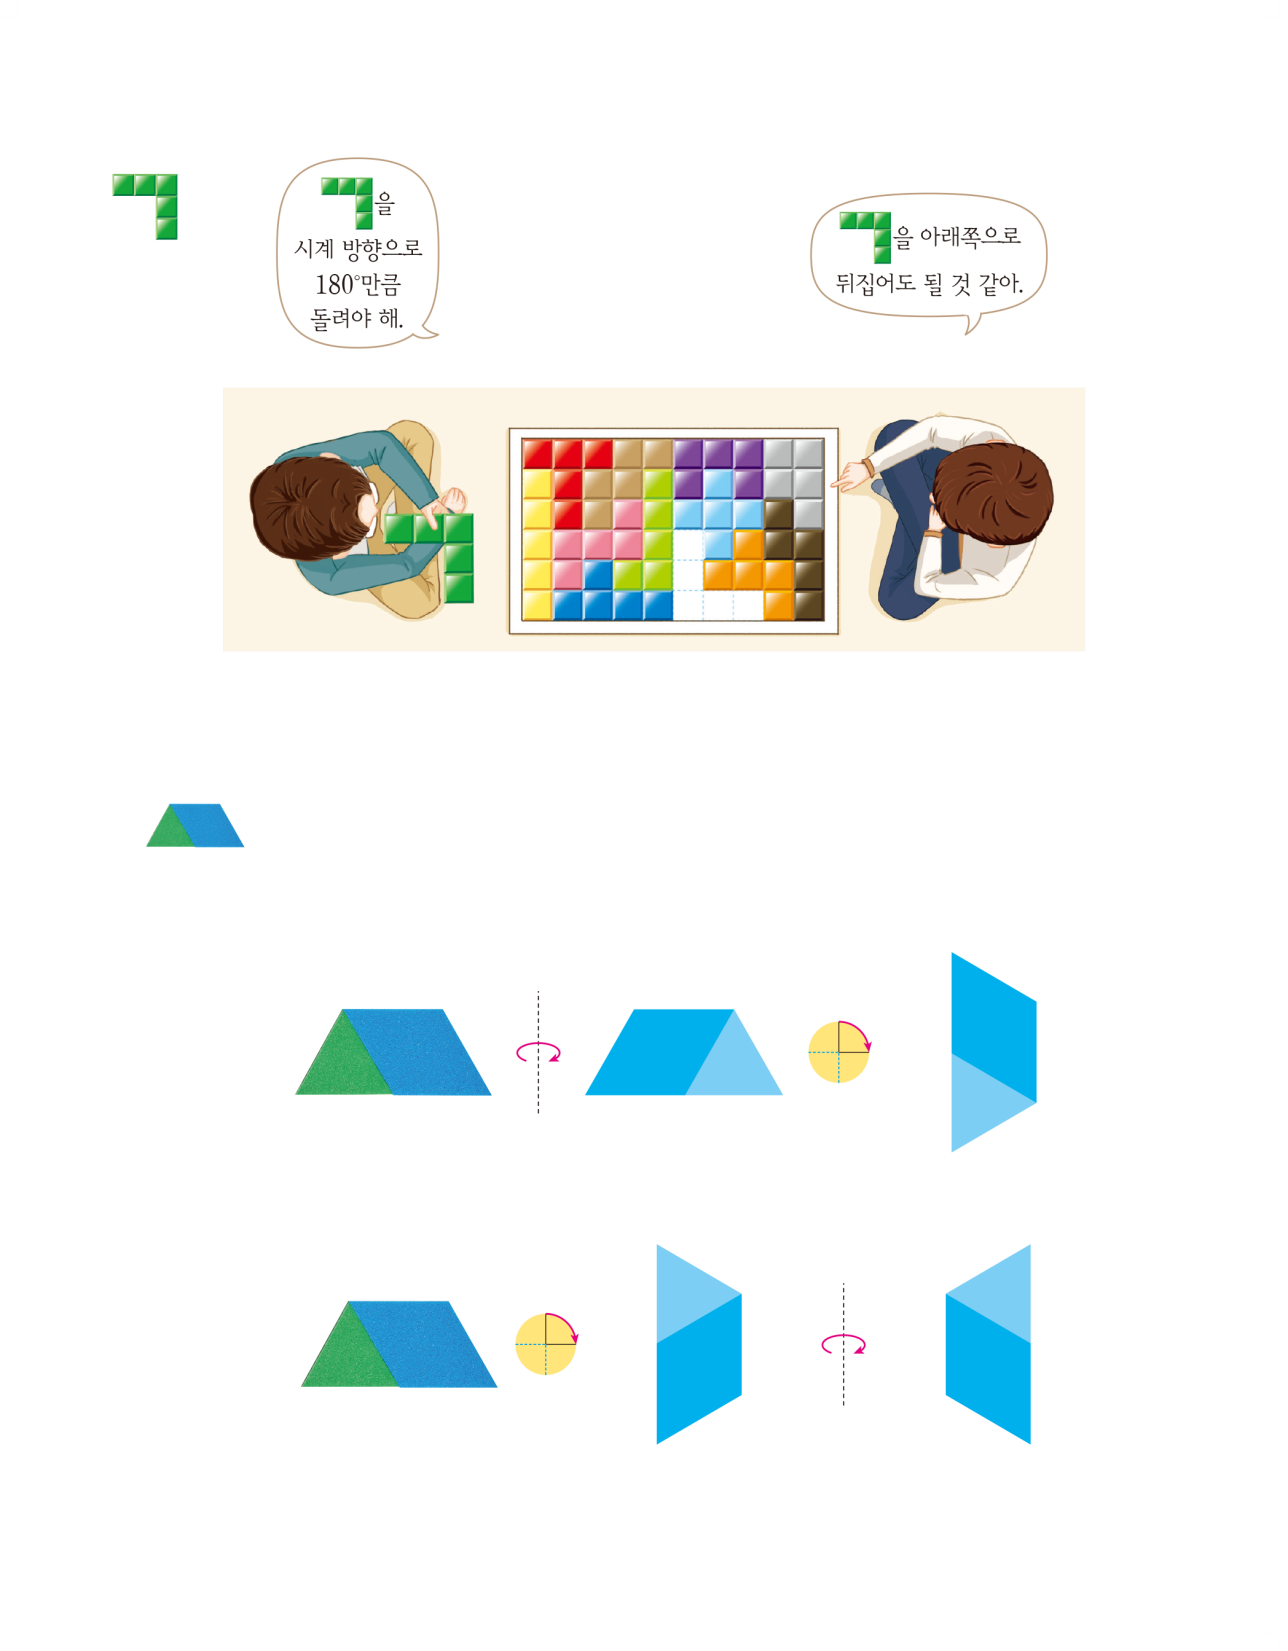 을
시계 방향으로
180°만큼
돌려야 해.
을 아래쪽으로
뒤집어도 될 것 같아.